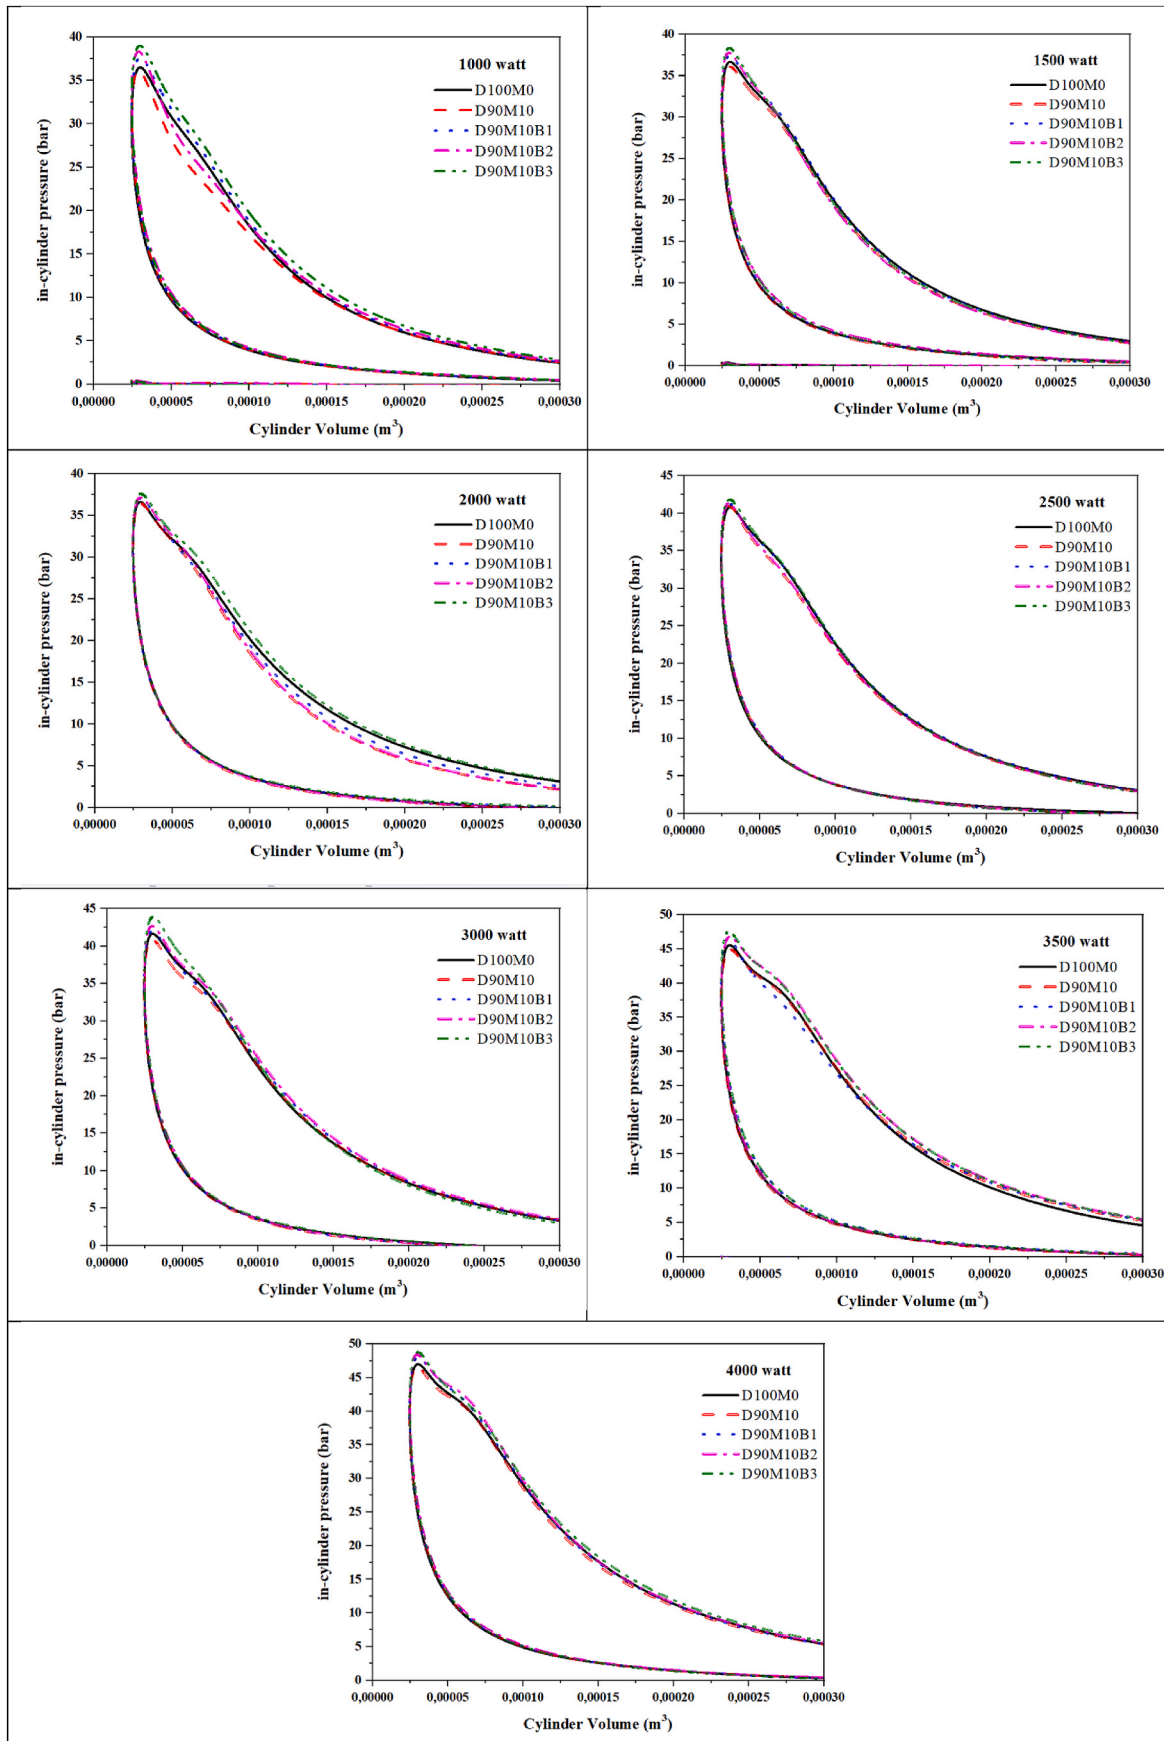 40
35
30
25
20
15
10
5
0
in-cylinder pressure (bar)
1000 watt
D100M0
D90M10
D90M10B1
D90M10B2
D90M10B3
0,00000 0,00005 0,00010 0,00015 0,00020 0,00025 0,00030
Cylinder Volume (m³)
40
35
30
25
20
15
10
5
0
in-cylinder pressure (bar)
1500 watt
D100M0
D90M10
D90M10B1
D90M10B2
D90M10B3
0,00000 0,00005 0,00010 0,00015 0,00020 0,00025 0,00030
Cylinder Volume (m³)
40
35
30
25
20
15
10
5
0
in-cylinder pressure (bar)
2000 watt
D100M0
D90M10
D90M10B1
D90M10B2
D90M10B3
0,00000 0,00005 0,00010 0,00015 0,00020 0,00025 0,00030
Cylinder Volume (m³)
45
40
35
30
25
20
15
10
5
0
in-cylinder pressure (bar)
2500 watt
D100M0
D90M10
D90M10B1
D90M10B2
D90M10B3
0,00000 0,00005 0,00010 0,00015 0,00020 0,00025 0,00030
Cylinder Volume (m³)
45
40
35
30
25
20
15
10
5
0
in-cylinder pressure (bar)
3000 watt
D100M0
D90M10
D90M10B1
D90M10B2
D90M10B3
0,00000 0,00005 0,00010 0,00015 0,00020 0,00025 0,00030
Cylinder Volume (m³)
50
45
40
35
30
25
20
15
10
5
0
in-cylinder pressure (bar)
3500 watt
D100M0
D90M10
D90M10B1
D90M10B2
D90M10B3
0,00000 0,00005 0,00010 0,00015 0,00020 0,00025 0,00030
Cylinder Volume (m³)
50
45
40
35
30
25
20
15
10
5
0
in-cylinder pressure (bar)
4000 watt
D100M0
D90M10
D90M10B1
D90M10B2
D90M10B3
0,00000 0,00005 0,00010 0,00015 0,00020 0,00025 0,00030
Cylinder Volume (m³)